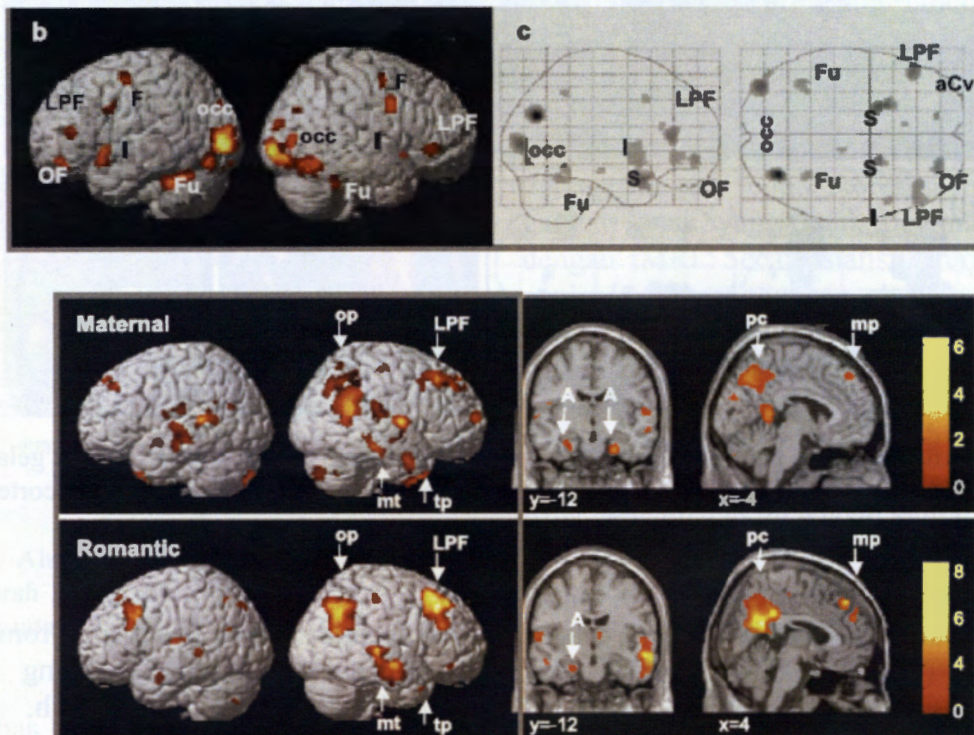 b
LPF
F
OF
I
Fu
occ
occ
I
Fu
LPF
c
occ
Fu
I
S
LPF
OF
occ
Fu
Fu
S
S
LPF
aCv
OF
LPF
I
Maternal
op
LPF
mt
tp
A
A
y=-12
pc
mp
x=-4
6
4
2
0
Romantic
op
LPF
mt
tp
A
y=-12
pc
mp
x=4
8
6
4
2
0